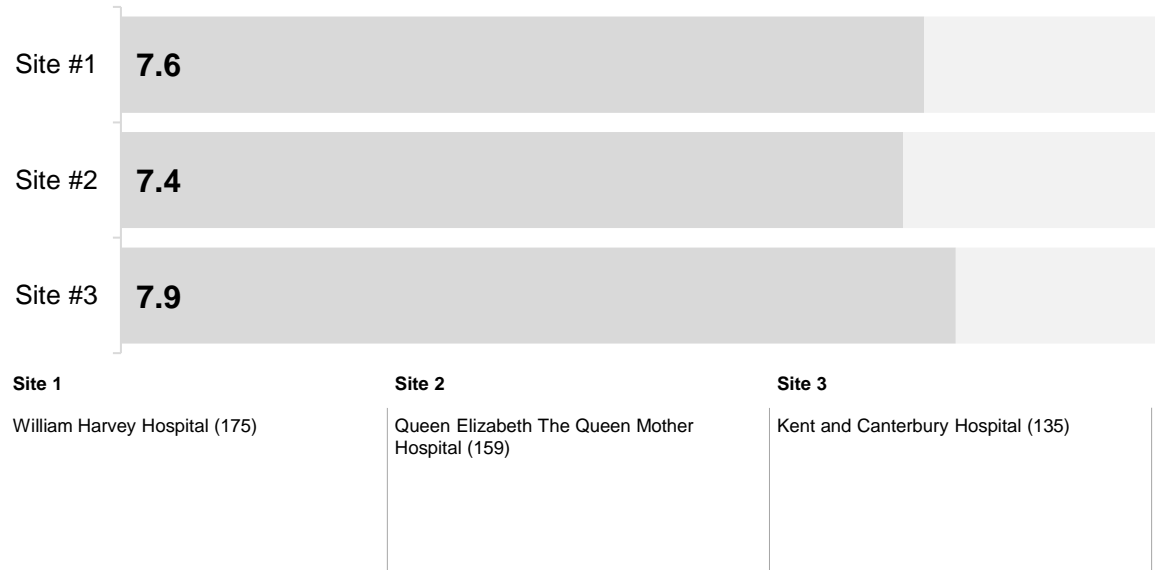 Site #1
7.6
Site #2
7.4
Site #3
7.9
Site 1
William Harvey Hospital (175)
Site 2
Queen Elizabeth The Queen Mother
Hospital (159)
Site 3
Kent and Canterbury Hospital (135)